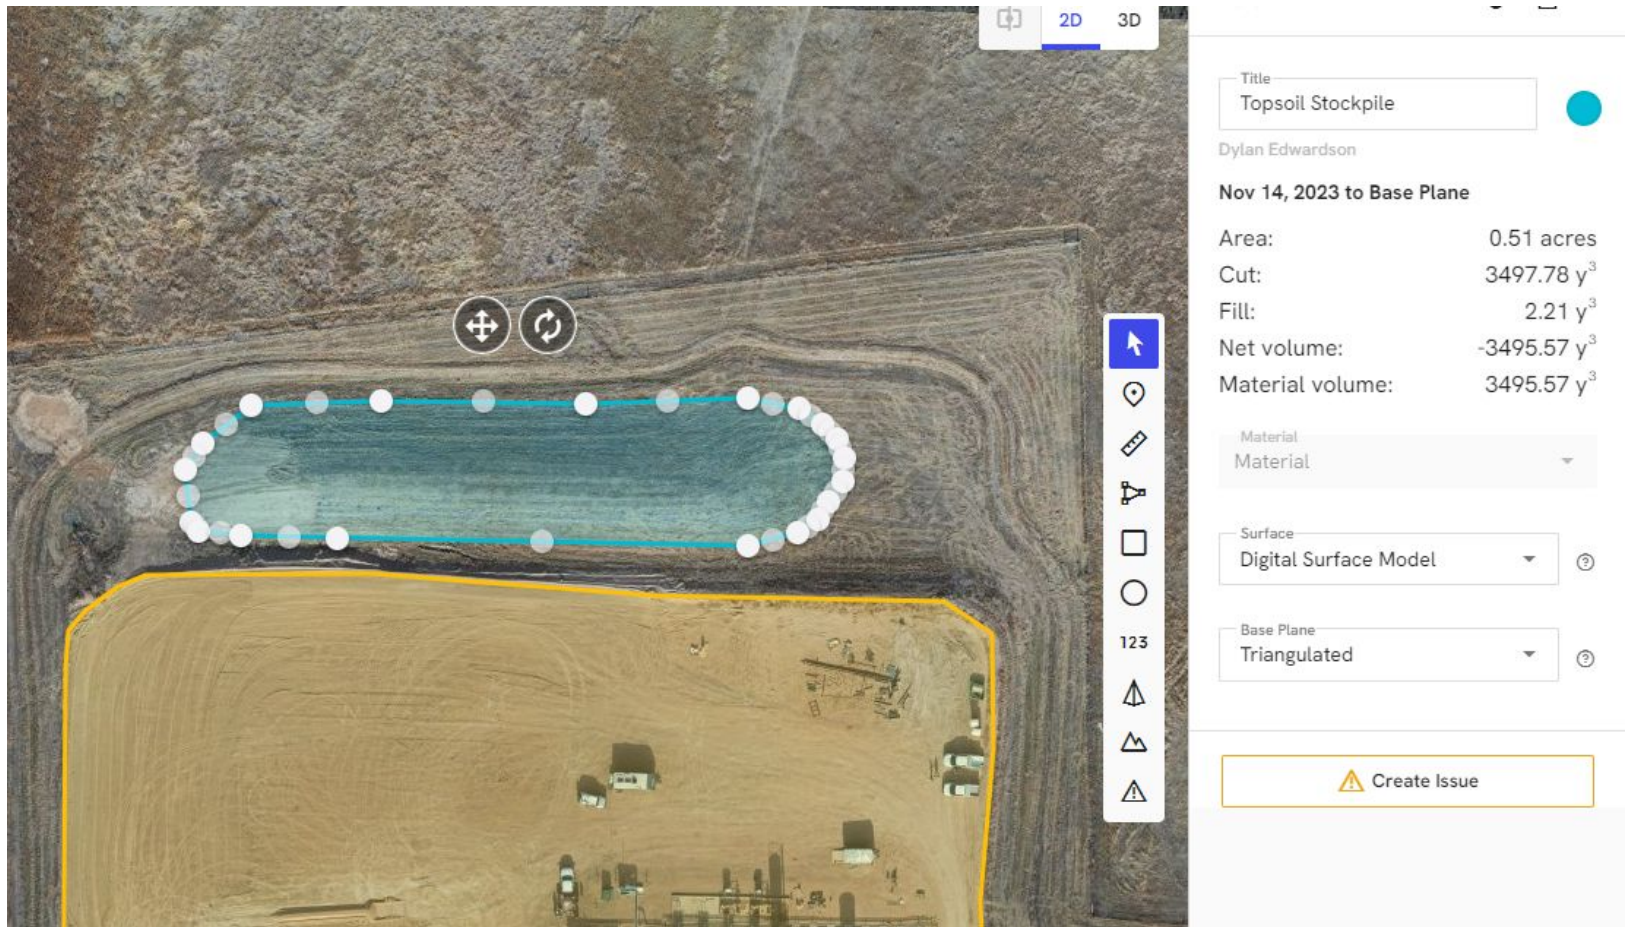 2D
3D
Title
Topsoil Stockpile
Dylan Edwardson
Nov 14, 2023 to Base Plane
Area: 0.51 acres
Cut: 3497.78 y³
Fill: 2.21 y³
Net volume: -3495.57 y³
Material volume: 3495.57 y³
Material
Material
Surface
Digital Surface Model
Base Plane
Triangulated
Create Issue
123